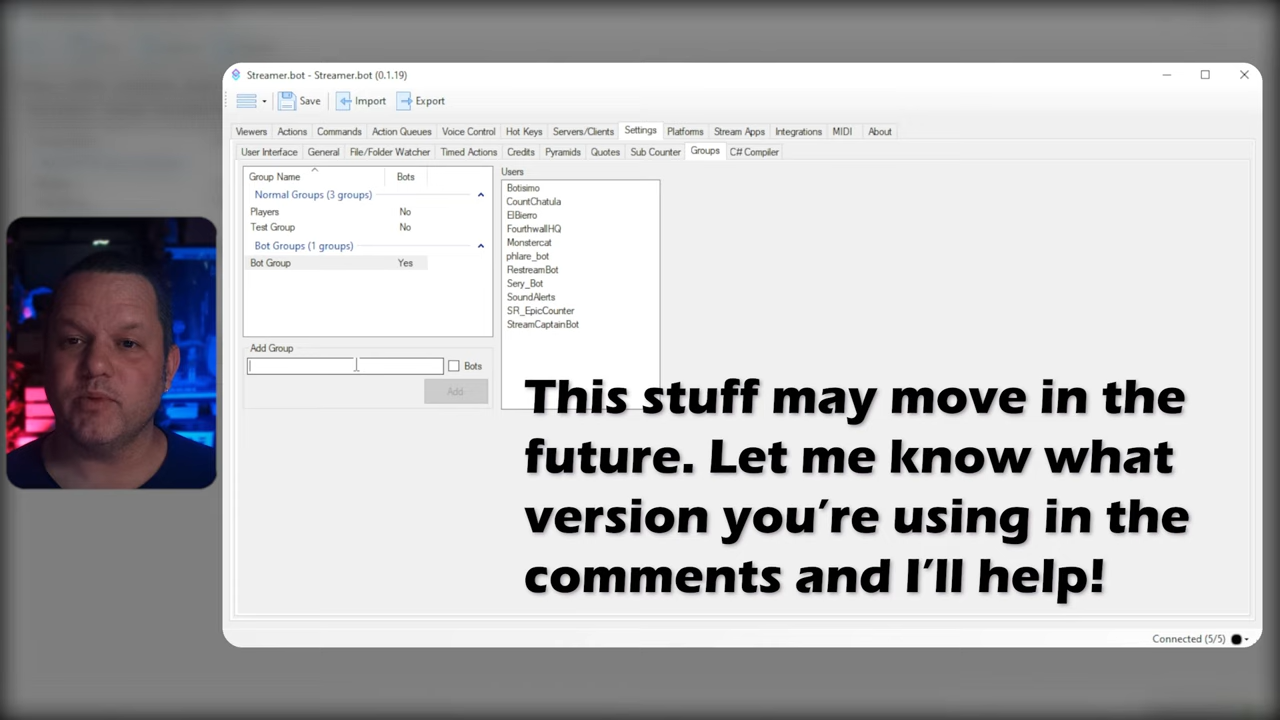 Streamer.bot - Streamer.bot (0.1.19)
Save Import Export
Viewers Actions Commands Action Queues Voice Control Hot Keys Servers/Clients Settings Platforms Stream Apps Integrations MIDI About
User Interface General File/Folder Watcher Timed Actions Credits Pyramids Quotes Sub Counter Groups C# Compiler
Group Name Bots
Normal Groups (3 groups)
Players No
Test Group No
Bot Groups (1 groups)
Bot Group Yes
Add Group
Bots
Add
Users
Botisimo
CountChatula
ElBierro
FourthwallHQ
Monstercat
phlare_bot
RestreamBot
Sery_Bot
SoundAlerts
SR_EpicCounter
StreamCaptainBot
This stuff may move in the
future. Let me know what
version you're using in the
comments and I'll help!
Connected (5/5)